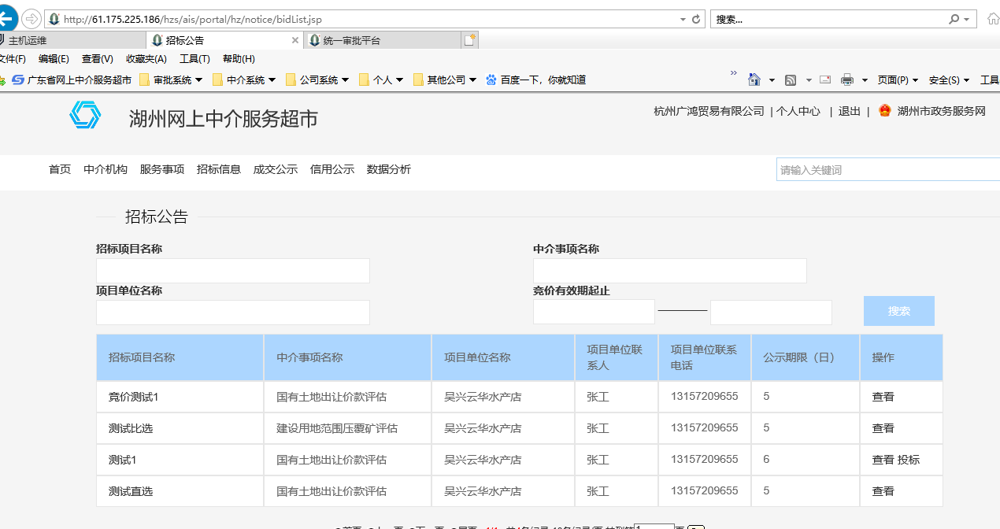 http://61.175.225.186/hzs/ais/portal/hz/notice/bidList.jsp 搜索...
主机运维 招标公告 统一审批平台
文件(F) 编辑(E) 查看(V) 收藏夹(A) 工具(T) 帮助(H)
广东省网上中介服务超市 审批系统 中介系统 公司系统 个人 其他公司 百度一下，你就知道 » 页面(P) 安全(S) 工具
湖州网上中介服务超市 杭州广鸿贸易有限公司 | 个人中心 | 退出 | 湖州市政务服务网
首页 中介机构 服务事项 招标信息 成交公示 信用公示 数据分析 请输入关键词
招标公告
招标项目名称 中介事项名称
项目单位名称 竞价有效期起止
搜索
招标项目名称 中介事项名称 项目单位名称 项目单位联系人 项目单位联系电话 公示期限（日） 操作
竞价测试1 国有土地出让价款评估 吴兴云华水产店 张工 13157209655 5 查看
测试比选 建设用地范围压覆矿评估 吴兴云华水产店 张工 13157209655 5 查看
测试1 国有土地出让价款评估 吴兴云华水产店 张工 13157209655 6 查看 投标
测试直选 国有土地出让价款评估 吴兴云华水产店 张工 13157209655 5 查看